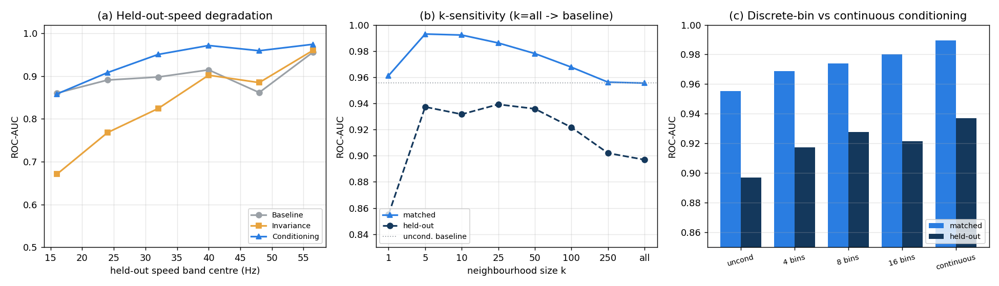 (a) Held-out-speed degradation
ROC-AUC
1.0
0.9
0.8
0.7
0.6
0.5
15 20 25 30 35 40 45 50 55
held-out speed band centre (Hz)
Baseline
Invariance
Conditioning
(b) k-sensitivity (k=all -> baseline)
ROC-AUC
1.00
0.98
0.96
0.94
0.92
0.90
0.88
0.86
0.84
1 5 10 25 50 100 250 all
neighbourhood size k
matched
held-out
uncond. baseline
(c) Discrete-bin vs continuous conditioning
ROC-AUC
1.00
0.98
0.96
0.94
0.92
0.90
0.88
0.86
uncond 4 bins 8 bins 16 bins continuous
matched
held-out